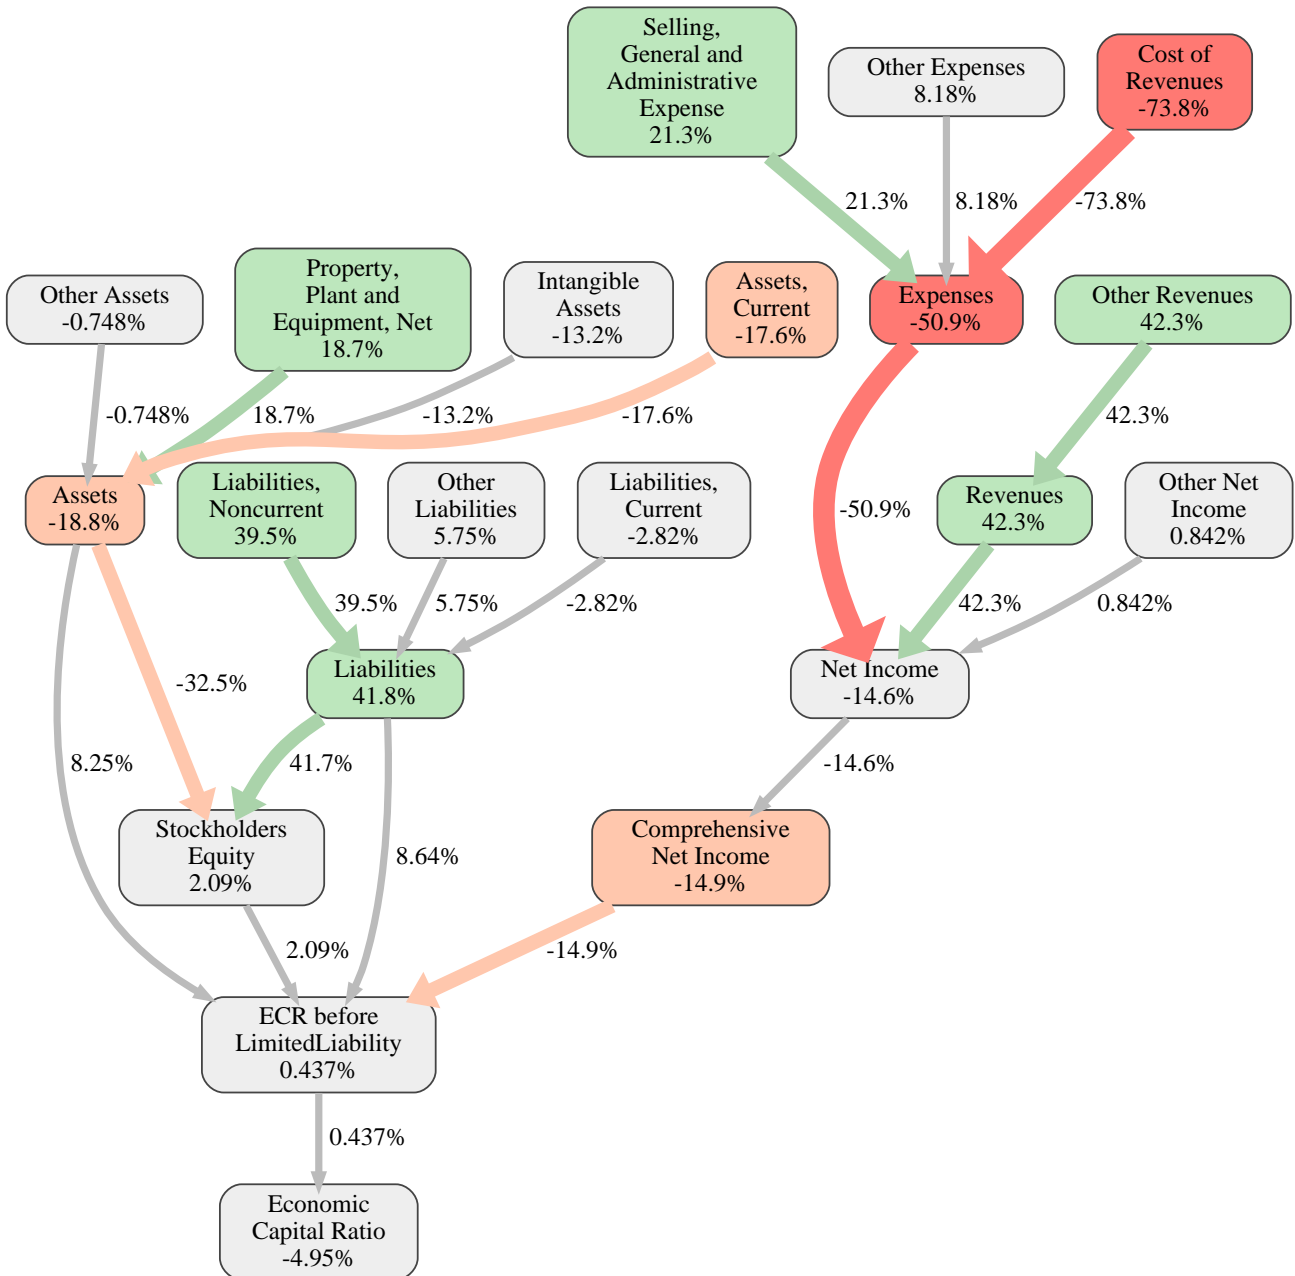 Selling,
General and
Administrative
Expense
21.3%
Other Expenses
8.18%
Cost of
Revenues
-73.8%
21.3%
8.18%
-73.8%
Other Assets
-0.748%
Property,
Plant and
Equipment, Net
18.7%
Intangible
Assets
-13.2%
Assets,
Current
-17.6%
Expenses
-50.9%
Other Revenues
42.3%
-0.748%
18.7%
-13.2%
-17.6%
42.3%
Assets
-18.8%
Liabilities,
Noncurrent
39.5%
Other
Liabilities
5.75%
Liabilities,
Current
-2.82%
-50.9%
Revenues
42.3%
Other Net
Income
0.842%
39.5%
5.75%
-2.82%
42.3%
0.842%
-32.5%
Liabilities
41.8%
Net Income
-14.6%
8.25%
41.7%
-14.6%
Stockholders
Equity
2.09%
8.64%
Comprehensive
Net Income
-14.9%
2.09%
-14.9%
ECR before
LimitedLiability
0.437%
0.437%
Economic
Capital Ratio
-4.95%